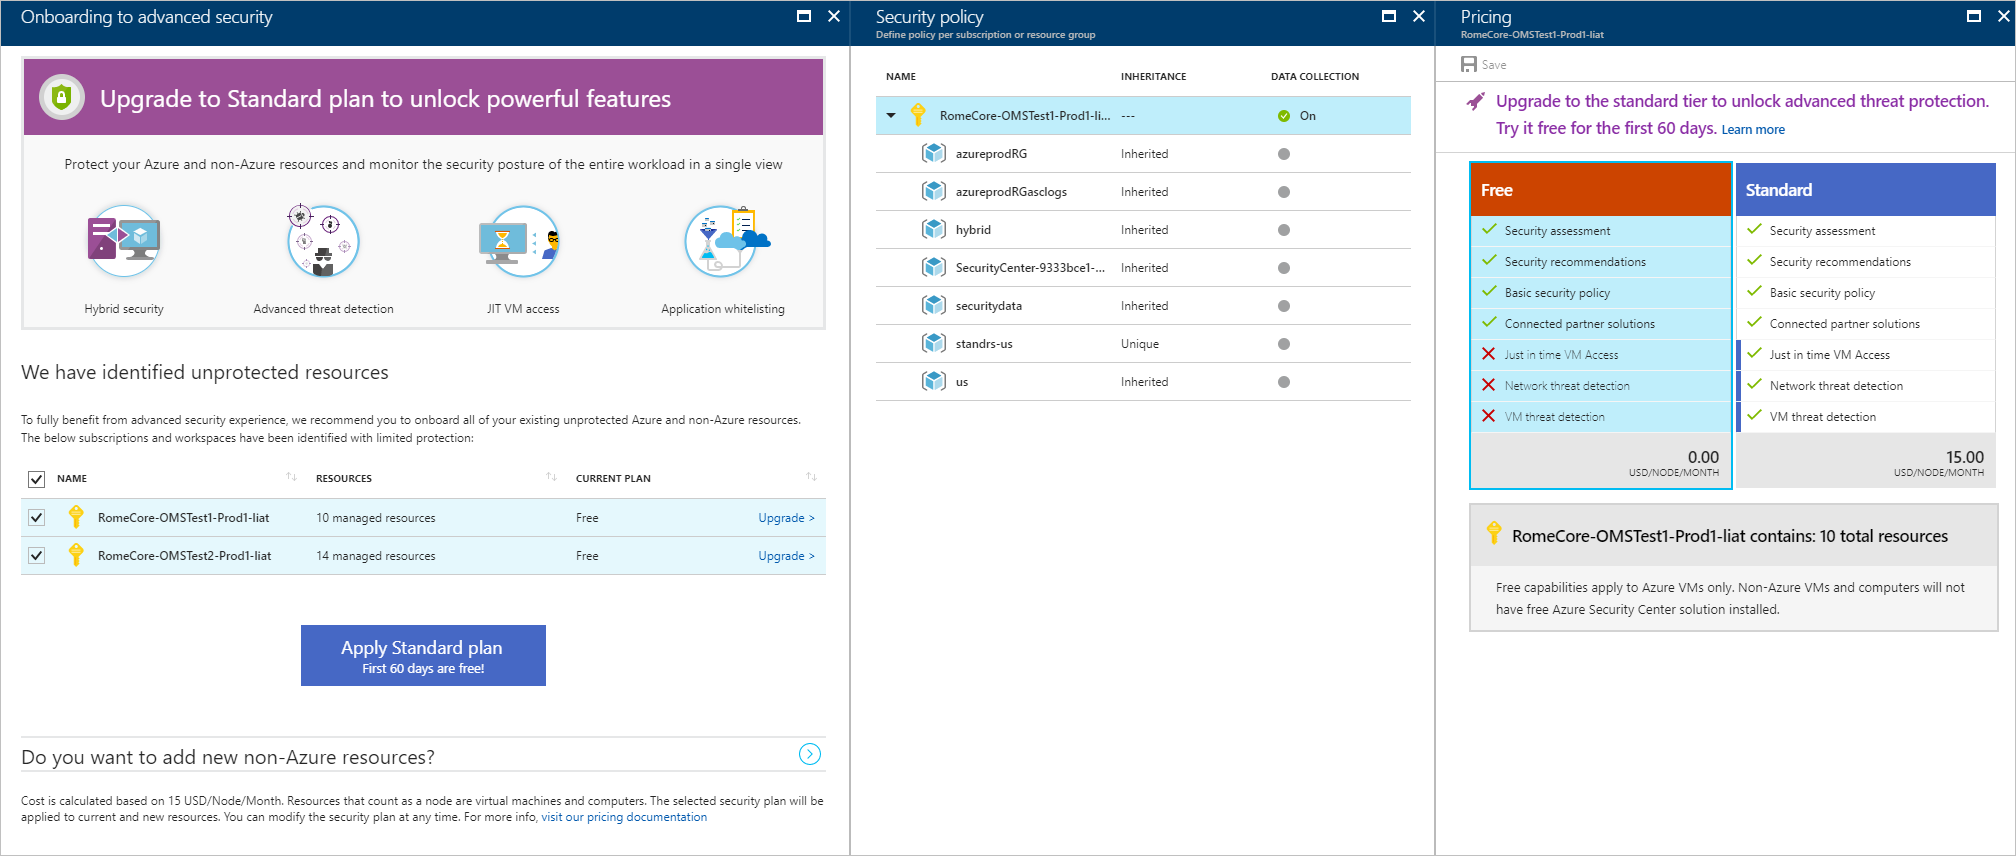 Onboarding to advanced security
Upgrade to Standard plan to unlock powerful features
Protect your Azure and non-Azure resources and monitor the security posture of the entire workload in a single view
Hybrid security
Advanced threat detection
JIT VM access
Application whitelisting
We have identified unprotected resources
To fully benefit from advanced security experience, we recommend you to onboard all of your existing unprotected Azure and non-Azure resources.
The below subscriptions and workspaces have been identified with limited protection:
NAME RESOURCES CURRENT PLAN
RomeCore-OMSTest1-Prod1-liat 10 managed resources Free Upgrade >
RomeCore-OMSTest2-Prod1-liat 14 managed resources Free Upgrade >
Apply Standard plan
First 60 days are free!
Do you want to add new non-Azure resources?
Cost is calculated based on 15 USD/Node/Month. Resources that count as a node are virtual machines and computers. The selected security plan will be
applied to current and new resources. You can modify the security plan at any time. For more info, visit our pricing documentation
Security policy
Define policy per subscription or resource group
NAME INHERITANCE DATA COLLECTION
RomeCore-OMSTest1-Prod1-li... --- On
azureprodRG Inherited
azureprodRGasclogs Inherited
hybrid Inherited
SecurityCenter-9333bce1-... Inherited
securitydata Inherited
standrs-us Unique
us Inherited
Pricing
RomeCore-OMSTest1-Prod1-liat
Save
Upgrade to the standard tier to unlock advanced threat protection.
Try it free for the first 60 days. Learn more
Free
Security assessment
Security recommendations
Basic security policy
Connected partner solutions
Just in time VM Access
Network threat detection
VM threat detection
0.00
USD/NODE/MONTH
Standard
Security assessment
Security recommendations
Basic security policy
Connected partner solutions
Just in time VM Access
Network threat detection
VM threat detection
15.00
USD/NODE/MONTH
RomeCore-OMSTest1-Prod1-liat contains: 10 total resources
Free capabilities apply to Azure VMs only. Non-Azure VMs and computers will not
have free Azure Security Center solution installed.